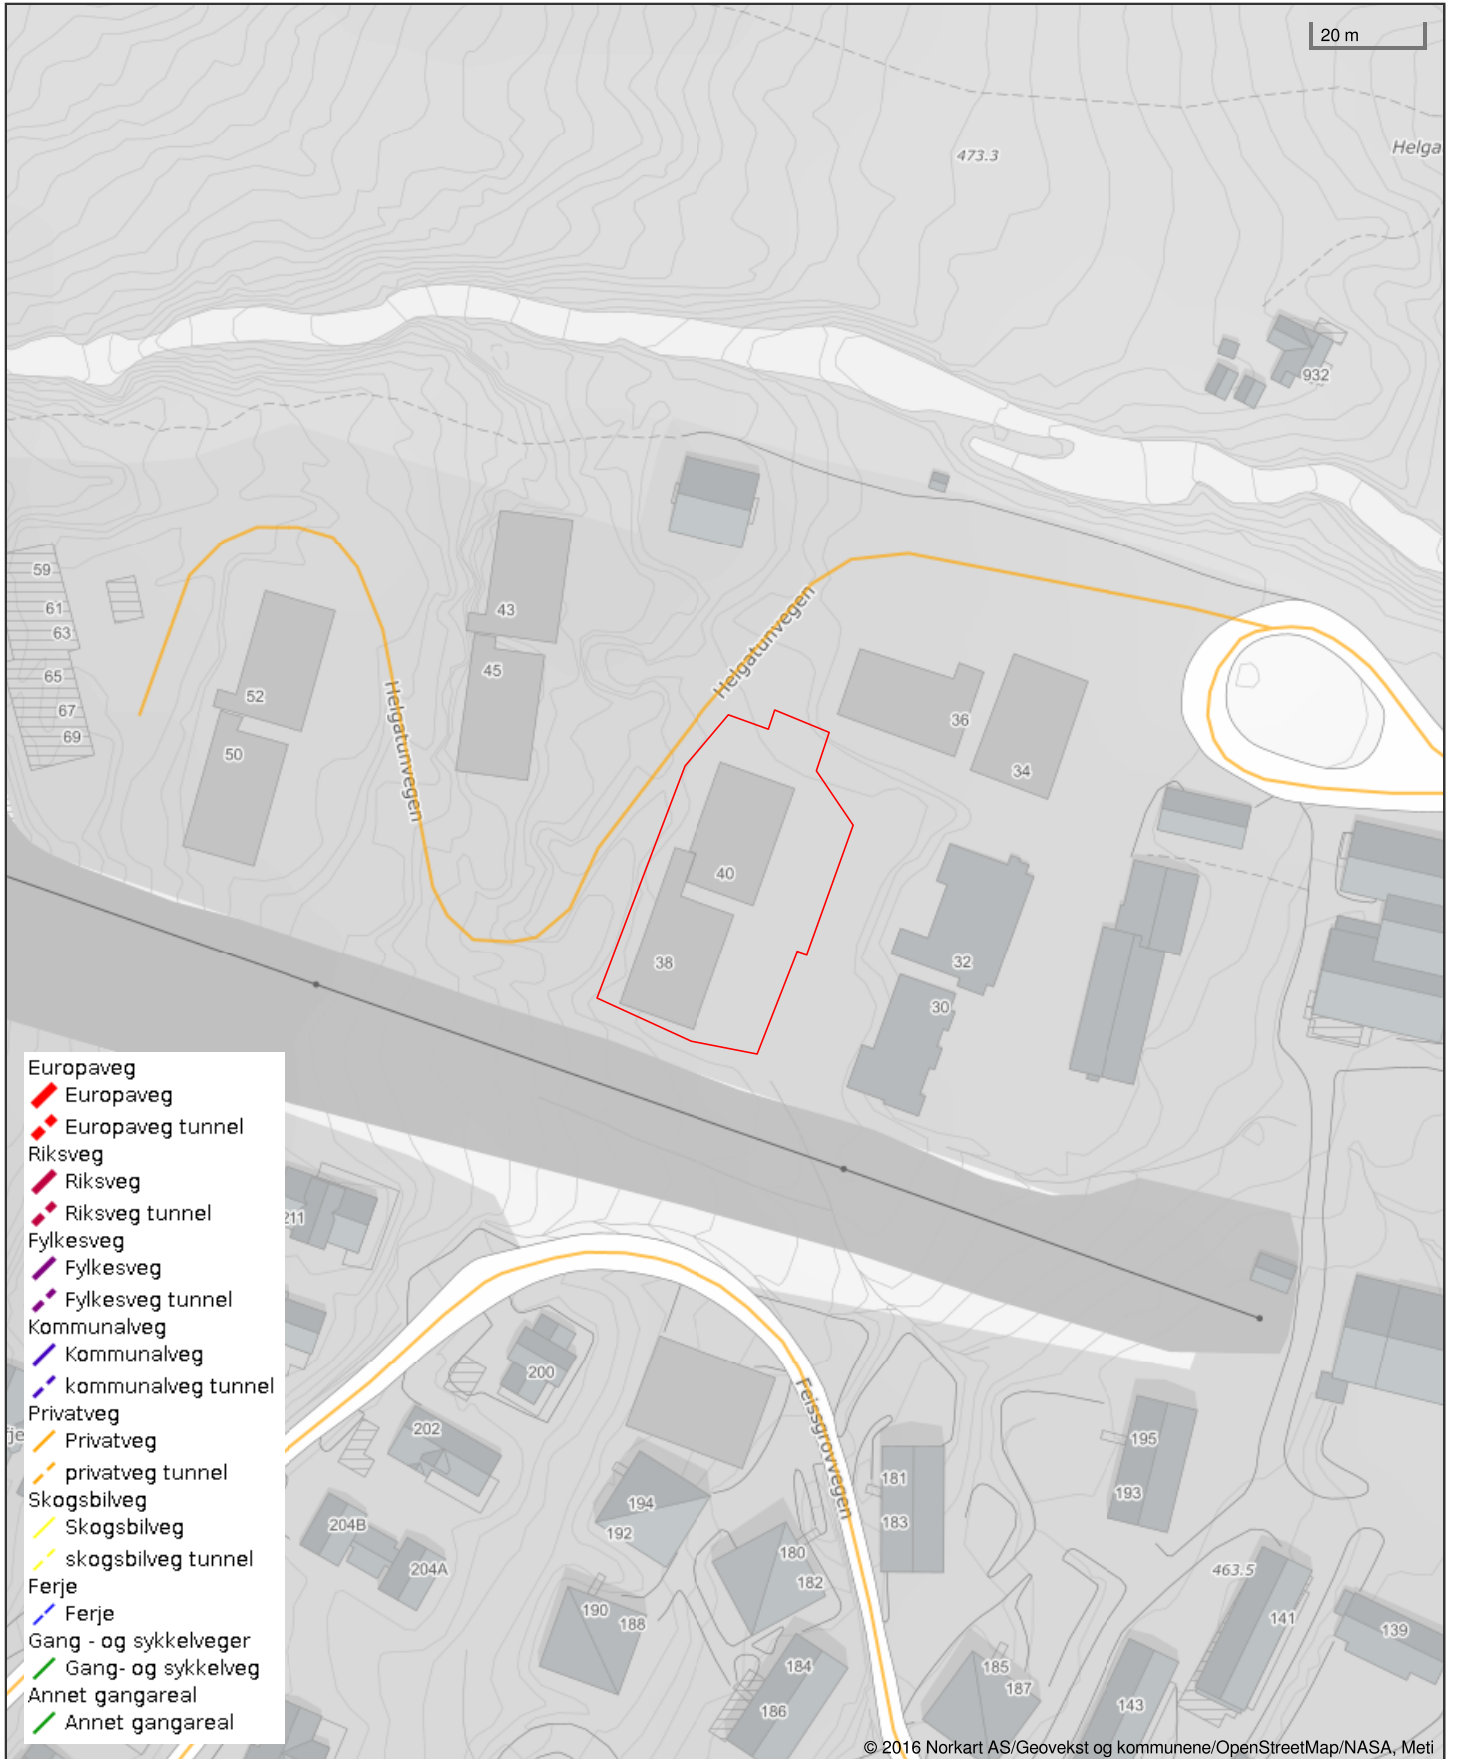 20 m
473.3
Helga
932
59
61
63
65
67
69
52
50
43
45
Helgatunvegen
Helgatunvegen
36
34
40
38
32
30
Europaveg
Europaveg
Europaveg tunnel
Riksveg
Riksveg
Riksveg tunnel
Fylkesveg
Fylkesveg
Fylkesveg tunnel
Kommunalveg
Kommunalveg
kommunalveg tunnel
Privatveg
Privatveg
privatveg tunnel
Skogsbilveg
Skogsbilveg
skogsbilveg tunnel
Ferje
Ferje
Gang - og sykkelveger
Gang- og sykkelveg
Annet gangareal
Annet gangareal
211
200
202
204B
204A
194
192
190
188
180
182
184
186
Feissgrovvegen
181
183
195
193
185
187
463.5
141
139
143
© 2016 Norkart AS/Geovekst og kommunene/OpenStreetMap/NASA, Meti